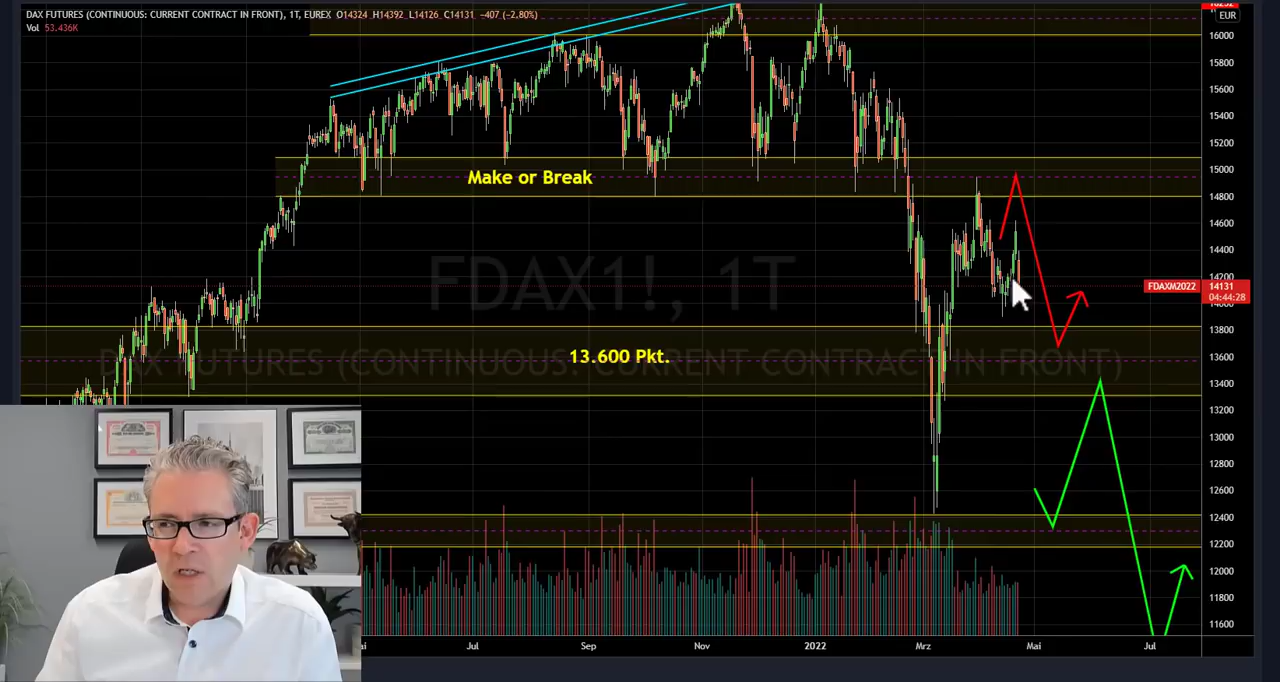 DAX FUTURES (CONTINUOUS: CURRENT CONTRACT IN FRONT), 1T, EUREX O14324 H14392 L14126 C14131 −407 (−2,80%)
Vol 53.436K
EUR
16000
15800
15600
15400
15200
15000
14800
14600
14400
14200
14000
13800
13600
13400
13200
13000
12800
12600
12400
12200
12000
11800
11600
Make or Break
FDAX1!, 1T
DAX FUTURES (CONTINUOUS: CURRENT CONTRACT IN FRONT)
FDAXM2022 14131
04:44:28
13.600 Pkt.
Jul Sep Nov 2022 Mrz Mai Jul